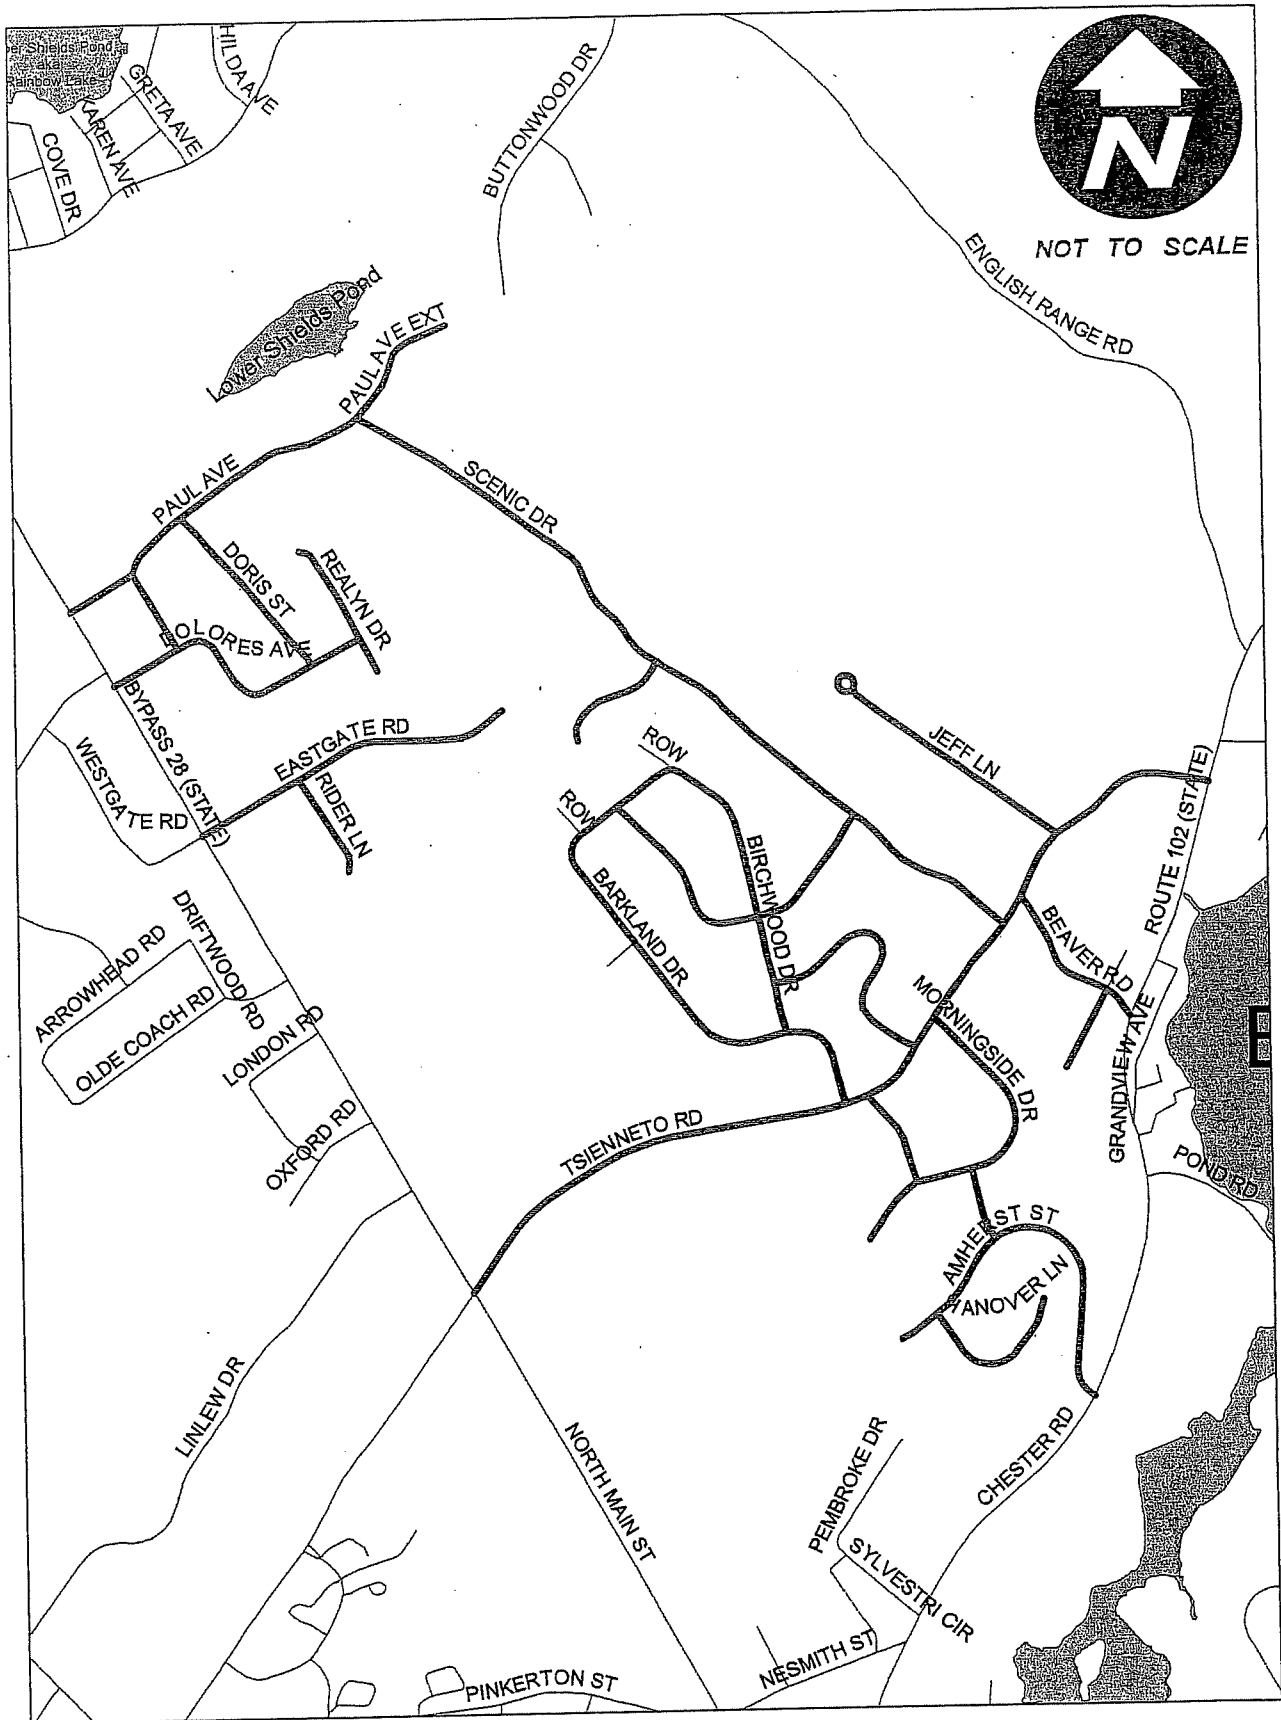 er Shields Pond
aka
Rainbow Lake
HILDA AVE
GRETA AVE
KAREN AVE
COVE DR
BUTTONWOOD DR
N
NOT TO SCALE
ENGLISH RANGE RD
Lower Shields Pond
PAUL AVE EXT
PAUL AVE
SCENIC DR
DORIS ST
REALYN DR
DOLORES AVE
BYPASS 28 (STATE)
EASTGATE RD
WESTGATE RD
RIDER LN
ROW
ROW
JEFF LN
ROUTE 102 (STATE)
BIRCHWOOD DR
BARKLAND DR
BEAVER RD
DRIFTWOOD RD
ARROWHEAD RD
OLDE COACH RD
LONDON RD
OXFORD RD
MORNINGSIDE DR
GRANDVIEW AVE
POND RD
TSIENNETO RD
AMHERST ST
HANOVER LN
LINLEW DR
NORTH MAIN ST
PEMBROKE DR
CHESTER RD
SYLVESTRI CIR
NESMITH ST
PINKERTON ST